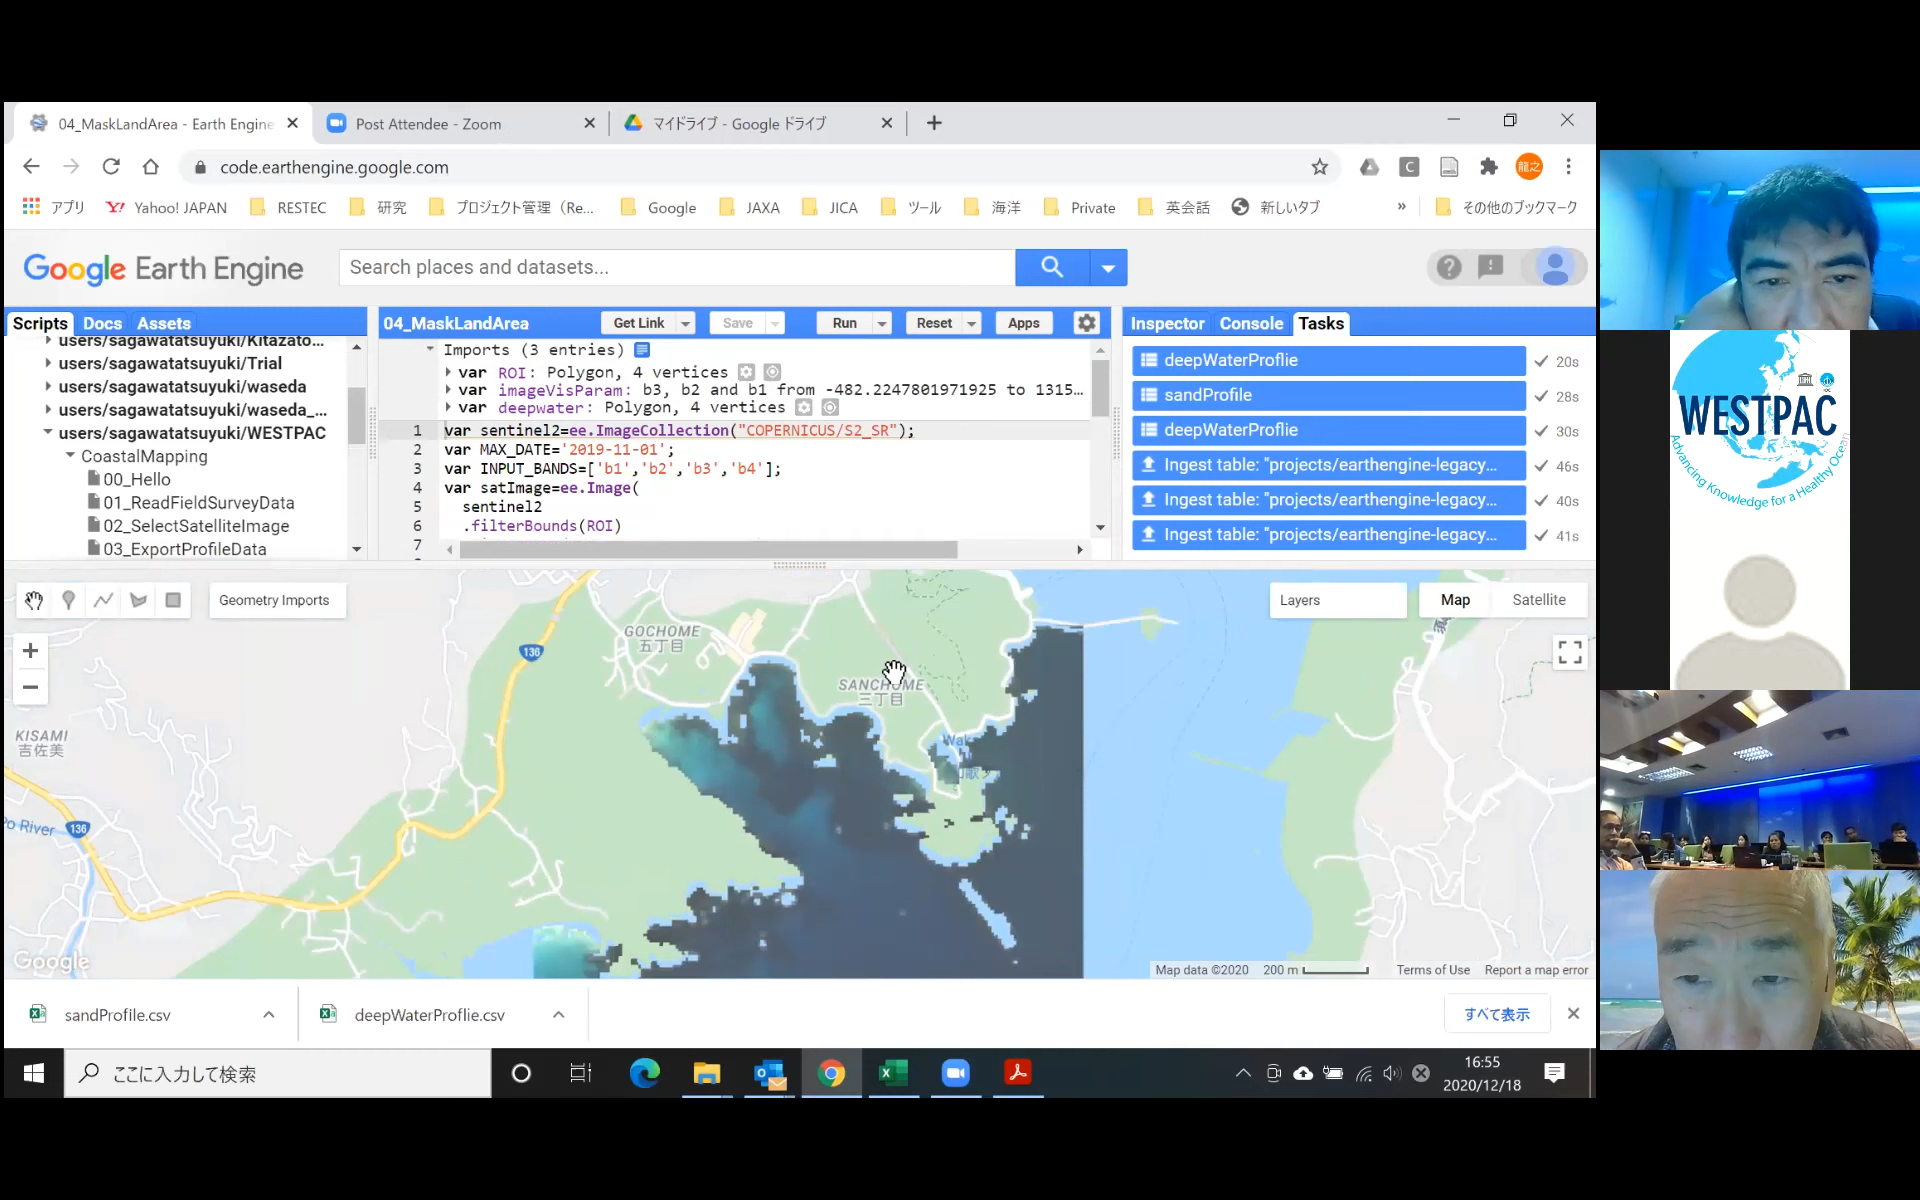 04_MaskLandArea - Earth Engine
Post Attendee - Zoom
マイドライブ - Google ドライブ
code.earthengine.google.com
龍之
アプリ
Yahoo! JAPAN
RESTEC
研究
プロジェクト管理（Re...
Google
JAXA
JICA
ツール
海洋
Private
英会話
新しいタブ
»
その他のブックマーク
Google Earth Engine
Search places and datasets...
Scripts
Docs
Assets
users/sagawatatsuyuki/Kitazato...
users/sagawatatsuyuki/Trial
users/sagawatatsuyuki/waseda
users/sagawatatsuyuki/waseda_...
users/sagawatatsuyuki/WESTPAC
CoastalMapping
00_Hello
01_ReadFieldSurveyData
02_SelectSatelliteImage
03_ExportProfileData
04_MaskLandArea
Get Link
Save
Run
Reset
Apps
Imports (3 entries)
var ROI: Polygon, 4 vertices
var imageVisParam: b3, b2 and b1 from -482.2247801971925 to 1315...
var deepwater: Polygon, 4 vertices
1 var sentinel2=ee.ImageCollection("COPERNICUS/S2_SR");
2 var MAX_DATE='2019-11-01';
3 var INPUT_BANDS=['b1','b2','b3','b4'];
4 var satImage=ee.Image(
5 sentinel2
6 .filterBounds(ROI)
7
Inspector
Console
Tasks
deepWaterProflie
20s
sandProfile
28s
deepWaterProflie
30s
Ingest table: "projects/earthengine-legacy...
46s
Ingest table: "projects/earthengine-legacy...
40s
Ingest table: "projects/earthengine-legacy...
41s
Geometry Imports
Layers
Map
Satellite
+
−
136
GOCHOME
五丁目
SANCHOME
三丁目
KISAMI
吉佐美
136
Google
Map data ©2020
200 m
Terms of Use
Report a map error
sandProfile.csv
deepWaterProflie.csv
すべて表示
ここに入力して検索
16:55
2020/12/18
WESTPAC
Advancing Knowledge for a Healthy Ocean